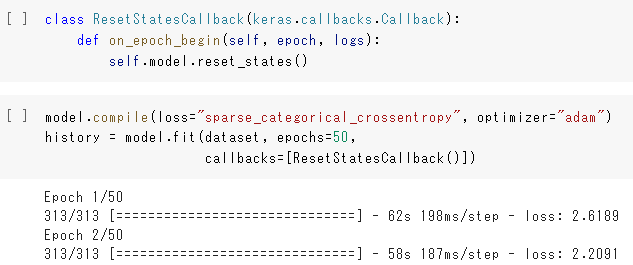 [ ] class ResetStatesCallback(keras.callbacks.Callback):
def on_epoch_begin(self, epoch, logs):
self.model.reset_states()
[ ] model.compile(loss="sparse_categorical_crossentropy", optimizer="adam")
history = model.fit(dataset, epochs=50,
callbacks=[ResetStatesCallback()])
Epoch 1/50
313/313 [==============================] - 62s 198ms/step - loss: 2.6189
Epoch 2/50
313/313 [==============================] - 58s 187ms/step - loss: 2.2091